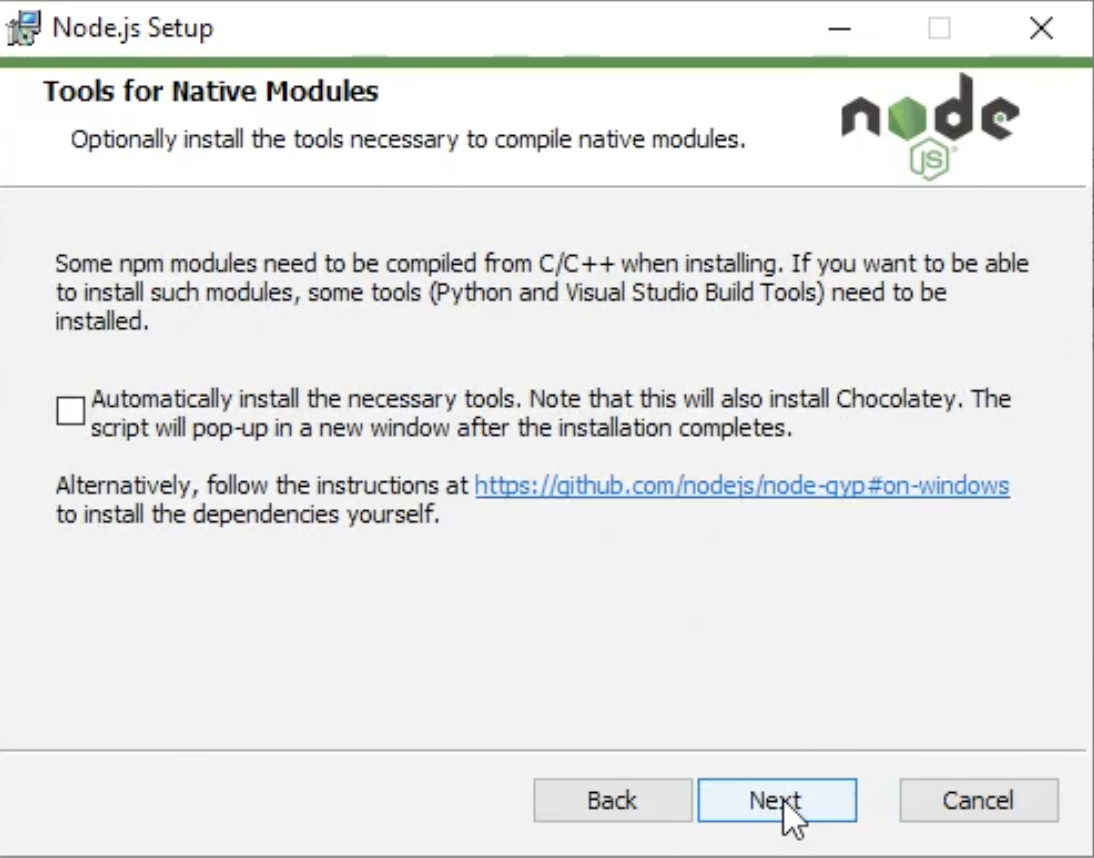 Node.js Setup
Tools for Native Modules
Optionally install the tools necessary to compile native modules.
node
JS
Some npm modules need to be compiled from C/C++ when installing. If you want to be able
to install such modules, some tools (Python and Visual Studio Build Tools) need to be
installed.
Automatically install the necessary tools. Note that this will also install Chocolatey. The
script will pop-up in a new window after the installation completes.
Alternatively, follow the instructions at https://github.com/nodejs/node-gyp#on-windows
to install the dependencies yourself.
Back Next Cancel